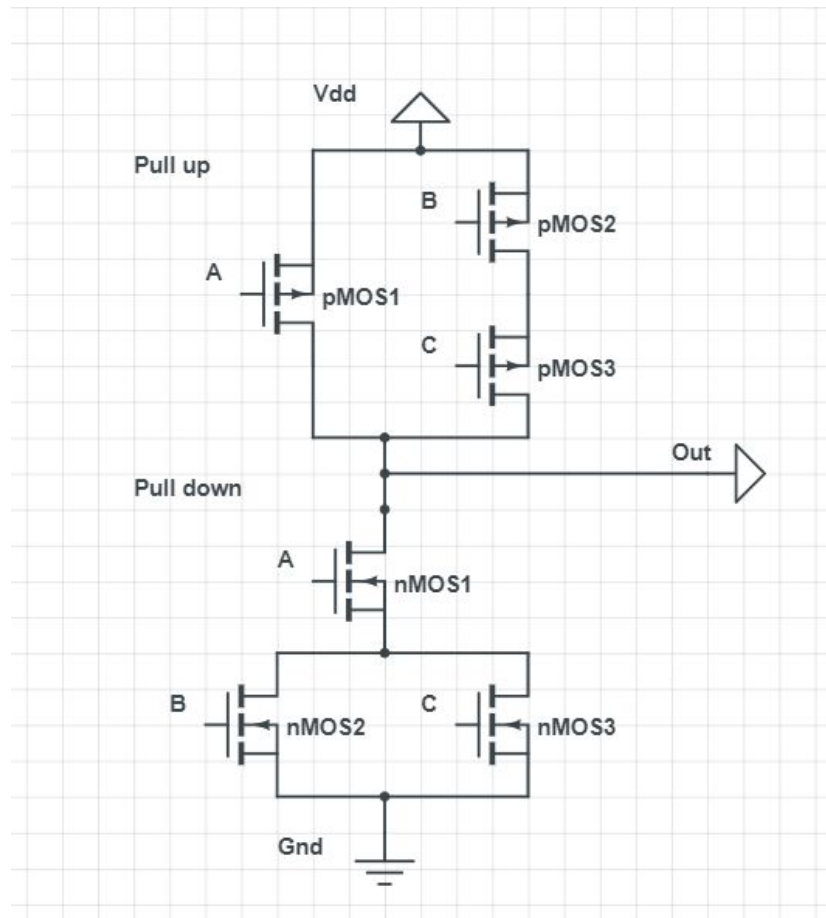 Vdd
Pull up
B
pMOS2
A
pMOS1
C
pMOS3
Out
Pull down
A
nMOS1
B
nMOS2
C
nMOS3
Gnd